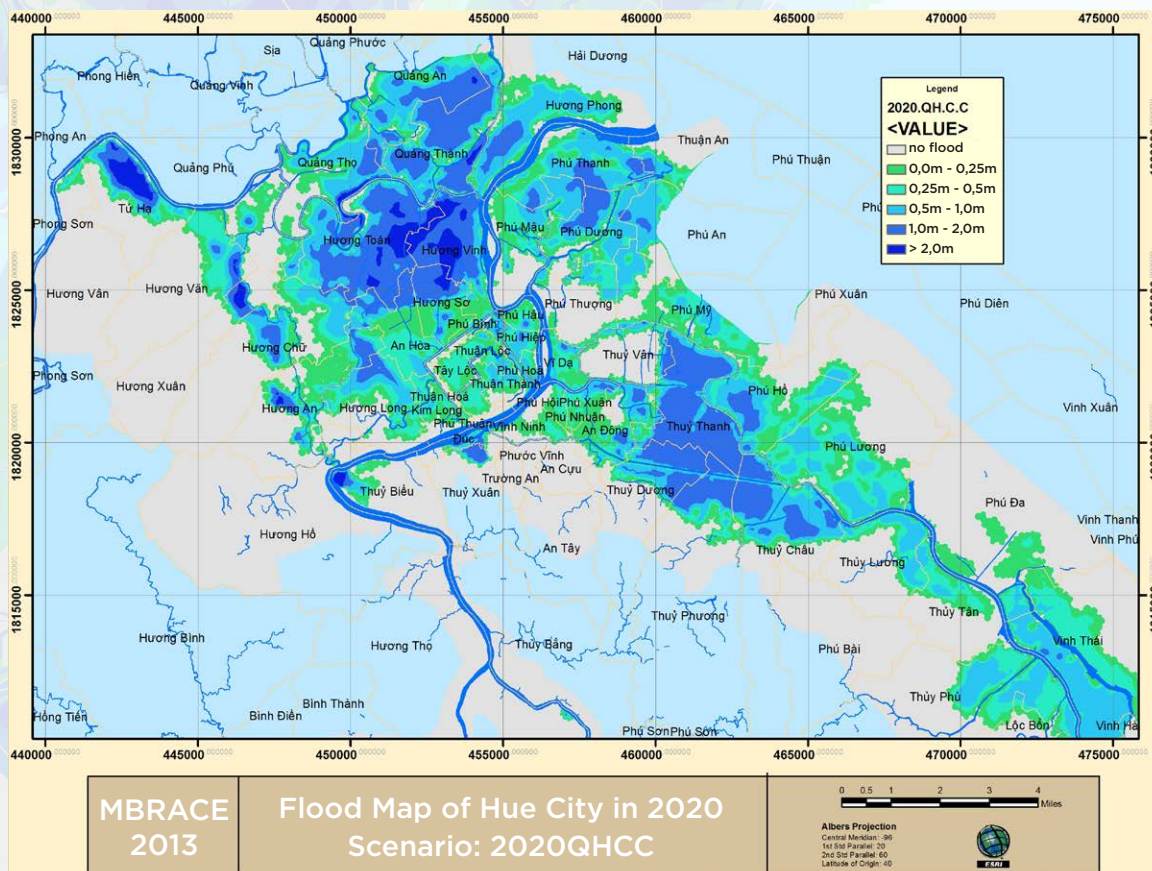 440000 445000 450000 455000 460000 465000 470000 475000
Quảng Phước
Sịa
Hải Dương
Phong Hiền
Quảng Vinh
Quảng An
Hương Phong
Phong An
Thuận An
Quảng Thành
Quảng Thọ
Phú Thanh
Phú Thuận
Quảng Phú
Tứ Hạ
Phong Sơn
Phú Mậu
Phú Dương
Phú An
Hương Toàn
Hương Vinh
Hương Vân
Hương Vân
Hương Sơ
Phú Thượng
Phú Xuân
Phú Diên
Phú Mỹ
Phú Hậu
Phú Bình
Phú Hiệp
An Hòa
Hương Chữ
Thuận Lộc
Vĩ Dạ
Thuỷ Vân
Phong Sơn
Hương Xuân
Tây Lộc
Phú Hoà
Thuận Thành
Phú Hồ
Thuận Hoà
Hương An
Hương Long
Kim Long
Phú Hội
Phú Xuân
Vinh Xuân
Phú Nhuận
Phú Thuận
Vĩnh Ninh
An Đông
Thuỷ Thanh
Đúc
Phú Lương
Phước Vĩnh
An Cựu
Trường An
Thuỷ Biều
Thuỷ Xuân
Thuỷ Dương
Phú Đa
Vinh Thanh
Vinh Phú
Hương Hồ
An Tây
Thuỷ Châu
Thủy Lương
Thủy Tân
Thuỷ Phương
Hương Bình
Hương Thọ
Thủy Bằng
Phú Bài
Vinh Thái
Thủy Phù
Bình Thành
Bình Điền
Hồng Tiến
Phú Sơn
Phú Sơn
Lộc Bổn
Vinh Hà
1830000
1825000
1820000
1815000
440000 445000 450000 455000 460000 465000 470000 475000
Legend
2020.QH.C.C
<VALUE>
no flood
0,0m - 0,25m
0,25m - 0,5m
0,5m - 1,0m
1,0m - 2,0m
> 2,0m
MBRACE
2013
Flood Map of Hue City in 2020
Scenario: 2020QHCC
0 0.5 1 2 3 4
Miles
Albers Projection
Central Meridian: -96
1st Std Parallel: 20
2nd Std Parallel: 60
Latitude of Origin: 40
ESRI